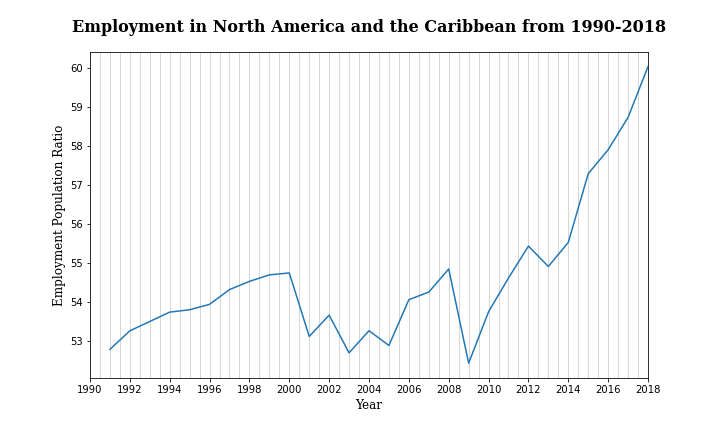 Employment in North America and the Caribbean from 1990-2018
Employment Population Ratio
60
59
58
57
56
55
54
53
1990 1992 1994 1996 1998 2000 2002 2004 2006 2008 2010 2012 2014 2016 2018
Year